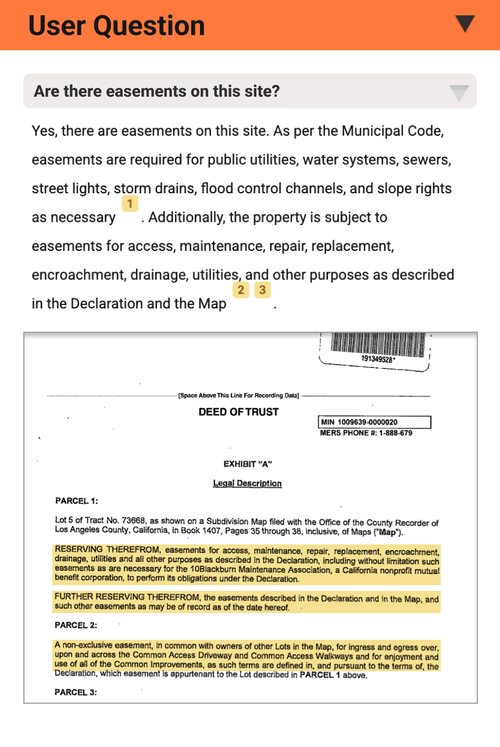 User Question
Are there easements on this site?
Yes, there are easements on this site. As per the Municipal Code,
easements are required for public utilities, water systems, sewers,
street lights, storm drains, flood control channels, and slope rights
as necessary 1 . Additionally, the property is subject to
easements for access, maintenance, repair, replacement,
encroachment, drainage, utilities, and other purposes as described
in the Declaration and the Map 2 3 .
191349528*
[Space Above This Line For Recording Data]
DEED OF TRUST
MIN 1009639-0000020
MERS PHONE #: 1-888-679
EXHIBIT "A"
Legal Description
PARCEL 1:
Lot 5 of Tract No. 73668, as shown on a Subdivision Map filed with the Office of the County Recorder of
Los Angeles County, California, in Book 1407, Pages 35 through 38, inclusive, of Maps ("Map").
RESERVING THEREFROM, easements for access, maintenance, repair, replacement, encroachment,
drainage, utilities and all other purposes as described in the Declaration, including without limitation such
easements as are necessary for the 10Blackburn Maintenance Association, a California nonprofit mutual
benefit corporation, to perform its obligations under the Declaration.
FURTHER RESERVING THEREFROM, the easements described in the Declaration and in the Map, and
such other easements as may be of record as of the date hereof.
PARCEL 2:
A non-exclusive easement, in common with owners of other Lots in the Map, for ingress and egress over,
upon and across the Common Access Driveway and Common Access Walkways and for enjoyment and
use of all of the Common Improvements, as such terms are defined in, and pursuant to the terms of, the
Declaration, which easement is appurtenant to the Lot described in PARCEL 1 above.
PARCEL 3: